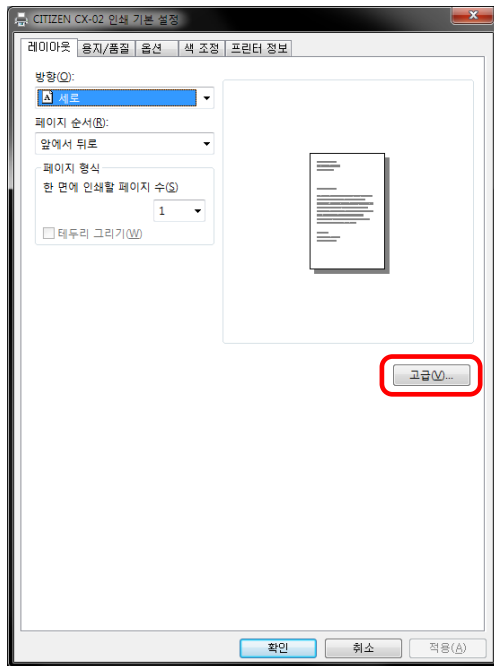 CITIZEN CX-02 인쇄 기본 설정
레이아웃 용지/품질 옵션 색 조정 프린터 정보
방향(O):
A 세로
페이지 순서(R):
앞에서 뒤로
페이지 형식
한 면에 인쇄할 페이지 수(S)
1
테두리 그리기(W)
고급(V)...
확인 취소 적용(A)